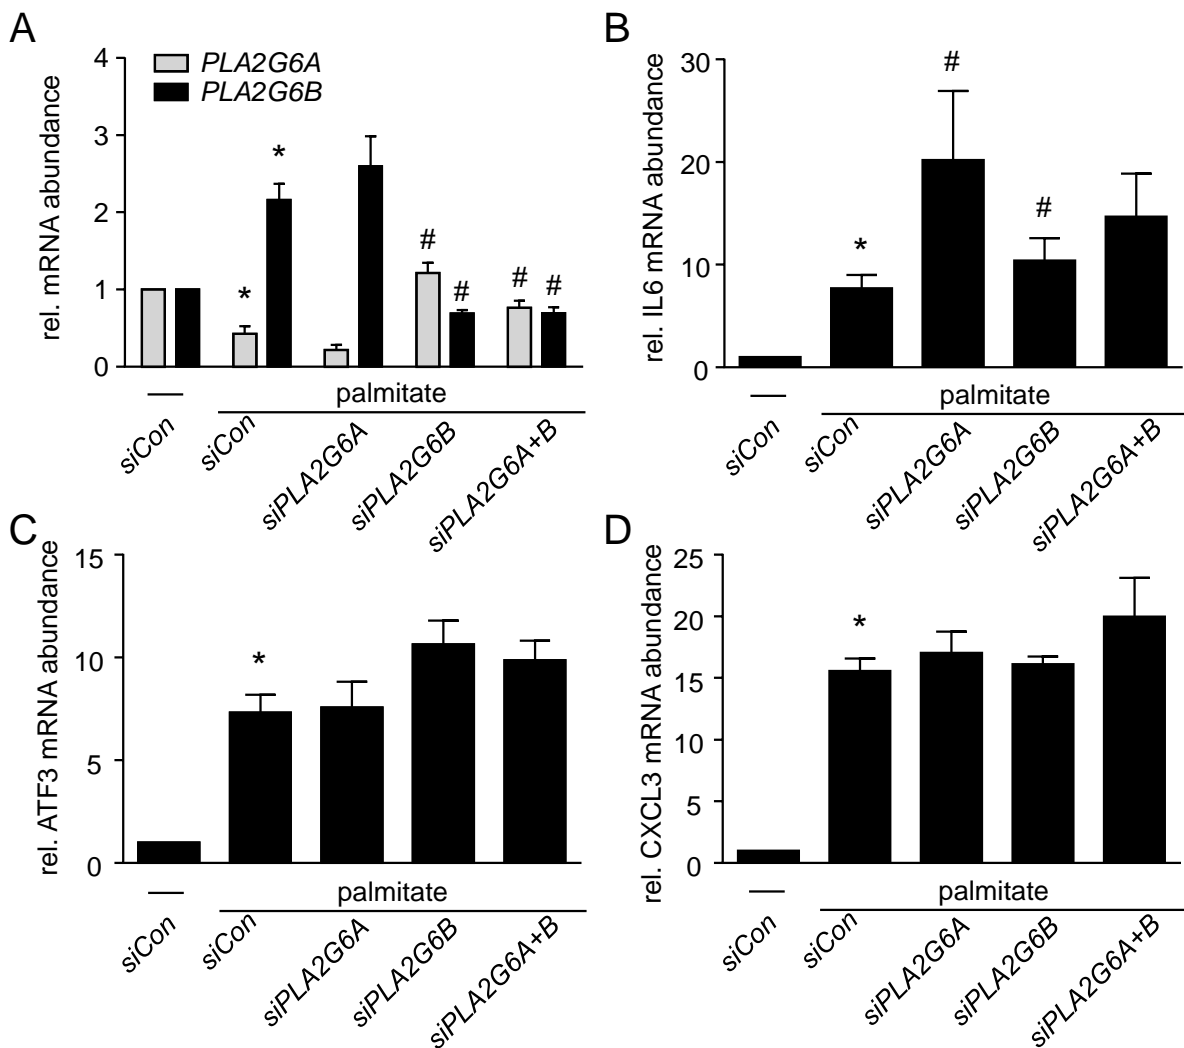 A
rel. mRNA abundance
4
3
2
1
0
PLA2G6A
PLA2G6B
*
*
#
#
#
#
palmitate
siCon
siCon
siPLA2G6A
siPLA2G6B
siPLA2G6A+B
B
rel. IL6 mRNA abundance
30
20
10
0
*
#
#
palmitate
siCon
siCon
siPLA2G6A
siPLA2G6B
siPLA2G6A+B
C
rel. ATF3 mRNA abundance
15
10
5
0
*
palmitate
siCon
siCon
siPLA2G6A
siPLA2G6B
siPLA2G6A+B
D
rel. CXCL3 mRNA abundance
25
20
15
10
5
0
*
palmitate
siCon
siCon
siPLA2G6A
siPLA2G6B
siPLA2G6A+B